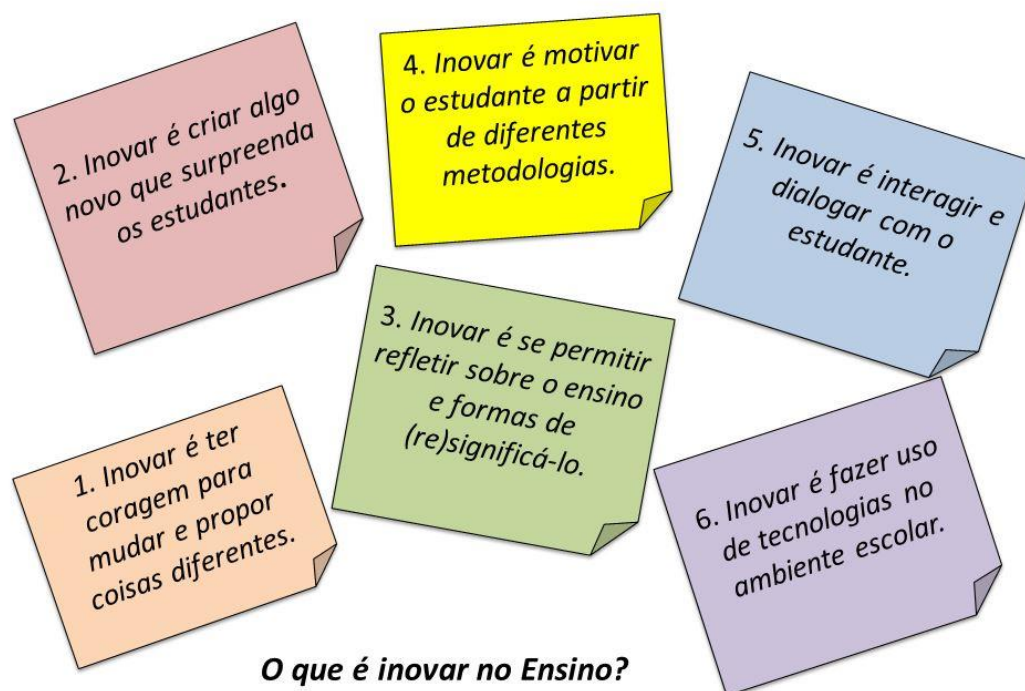 2. Inovar é criar algo
novo que surpreenda
os estudantes.
4. Inovar é motivar
o estudante a partir
de diferentes
metodologias.
5. Inovar é interagir e
dialogar com o
estudante.
3. Inovar é se permitir
refletir sobre o ensino
e formas de
(re)significá-lo.
1. Inovar é ter
coragem para
mudar e propor
coisas diferentes.
6. Inovar é fazer uso
de tecnologias no
ambiente escolar.
O que é inovar no Ensino?